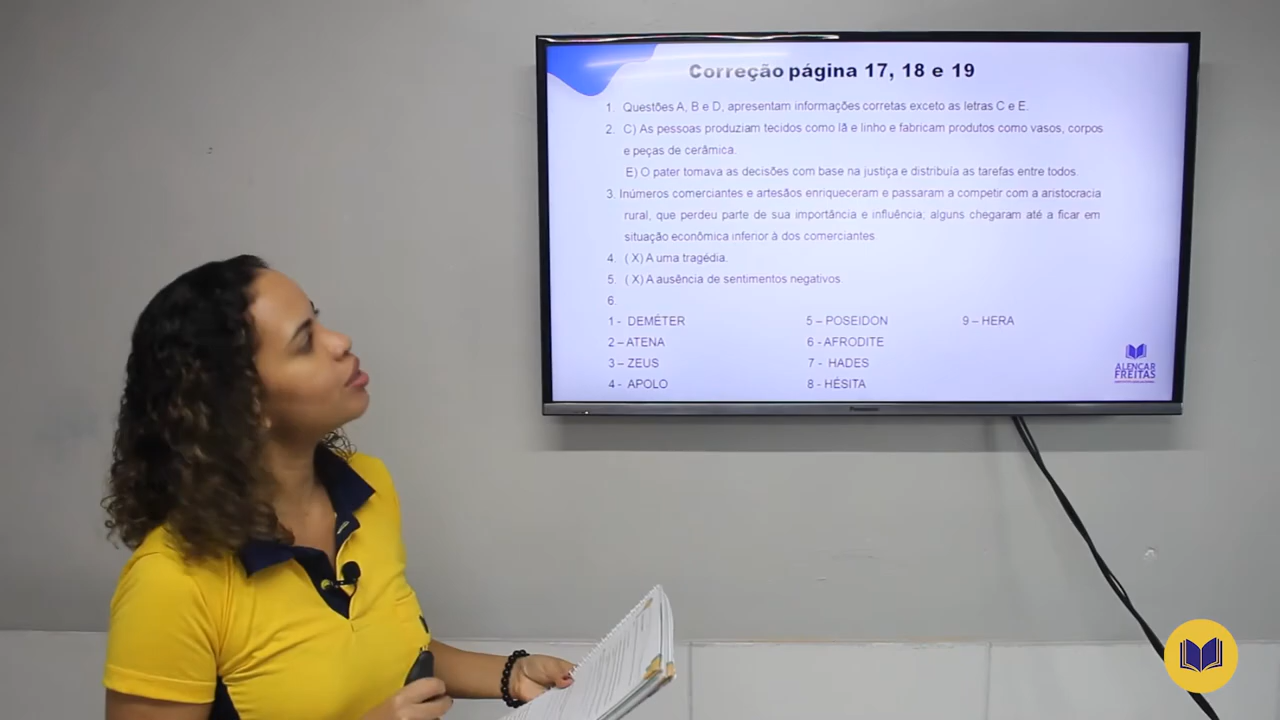 Correção página 17, 18 e 19
1. Questões A, B e D, apresentam informações corretas exceto as letras C e E.
2. C) As pessoas produziam tecidos como lã e linho e fabricam produtos como vasos, corpos
e peças de cerâmica.
E) O pater tomava as decisões com base na justiça e distribuía as tarefas entre todos.
3. Inúmeros comerciantes e artesãos enriqueceram e passaram a competir com a aristocracia
rural, que perdeu parte de sua importância e influência; alguns chegaram até a ficar em
situação econômica inferior à dos comerciantes.
4. ( X) A uma tragédia.
5. ( X) A ausência de sentimentos negativos.
6.
1 - DEMÉTER 5 – POSEIDON 9 – HERA
2 – ATENA 6 - AFRODITE
3 – ZEUS 7 - HADES
4 - APOLO 8 - HÉSITA
ALENCAR
FREITAS
Panasonic